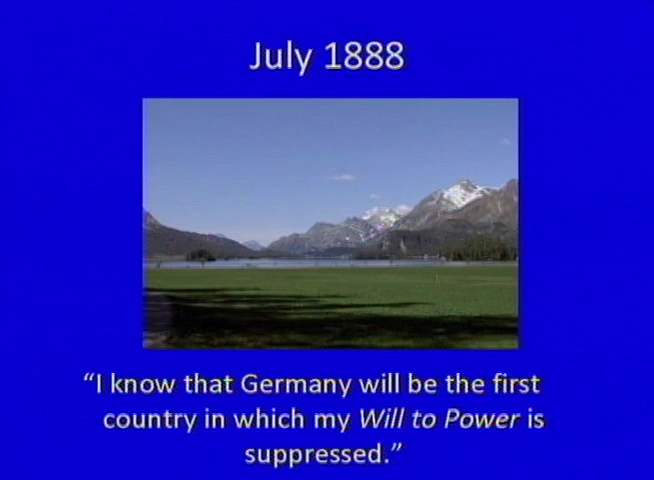 July 1888
“I know that Germany will be the first
country in which my Will to Power is
suppressed.”